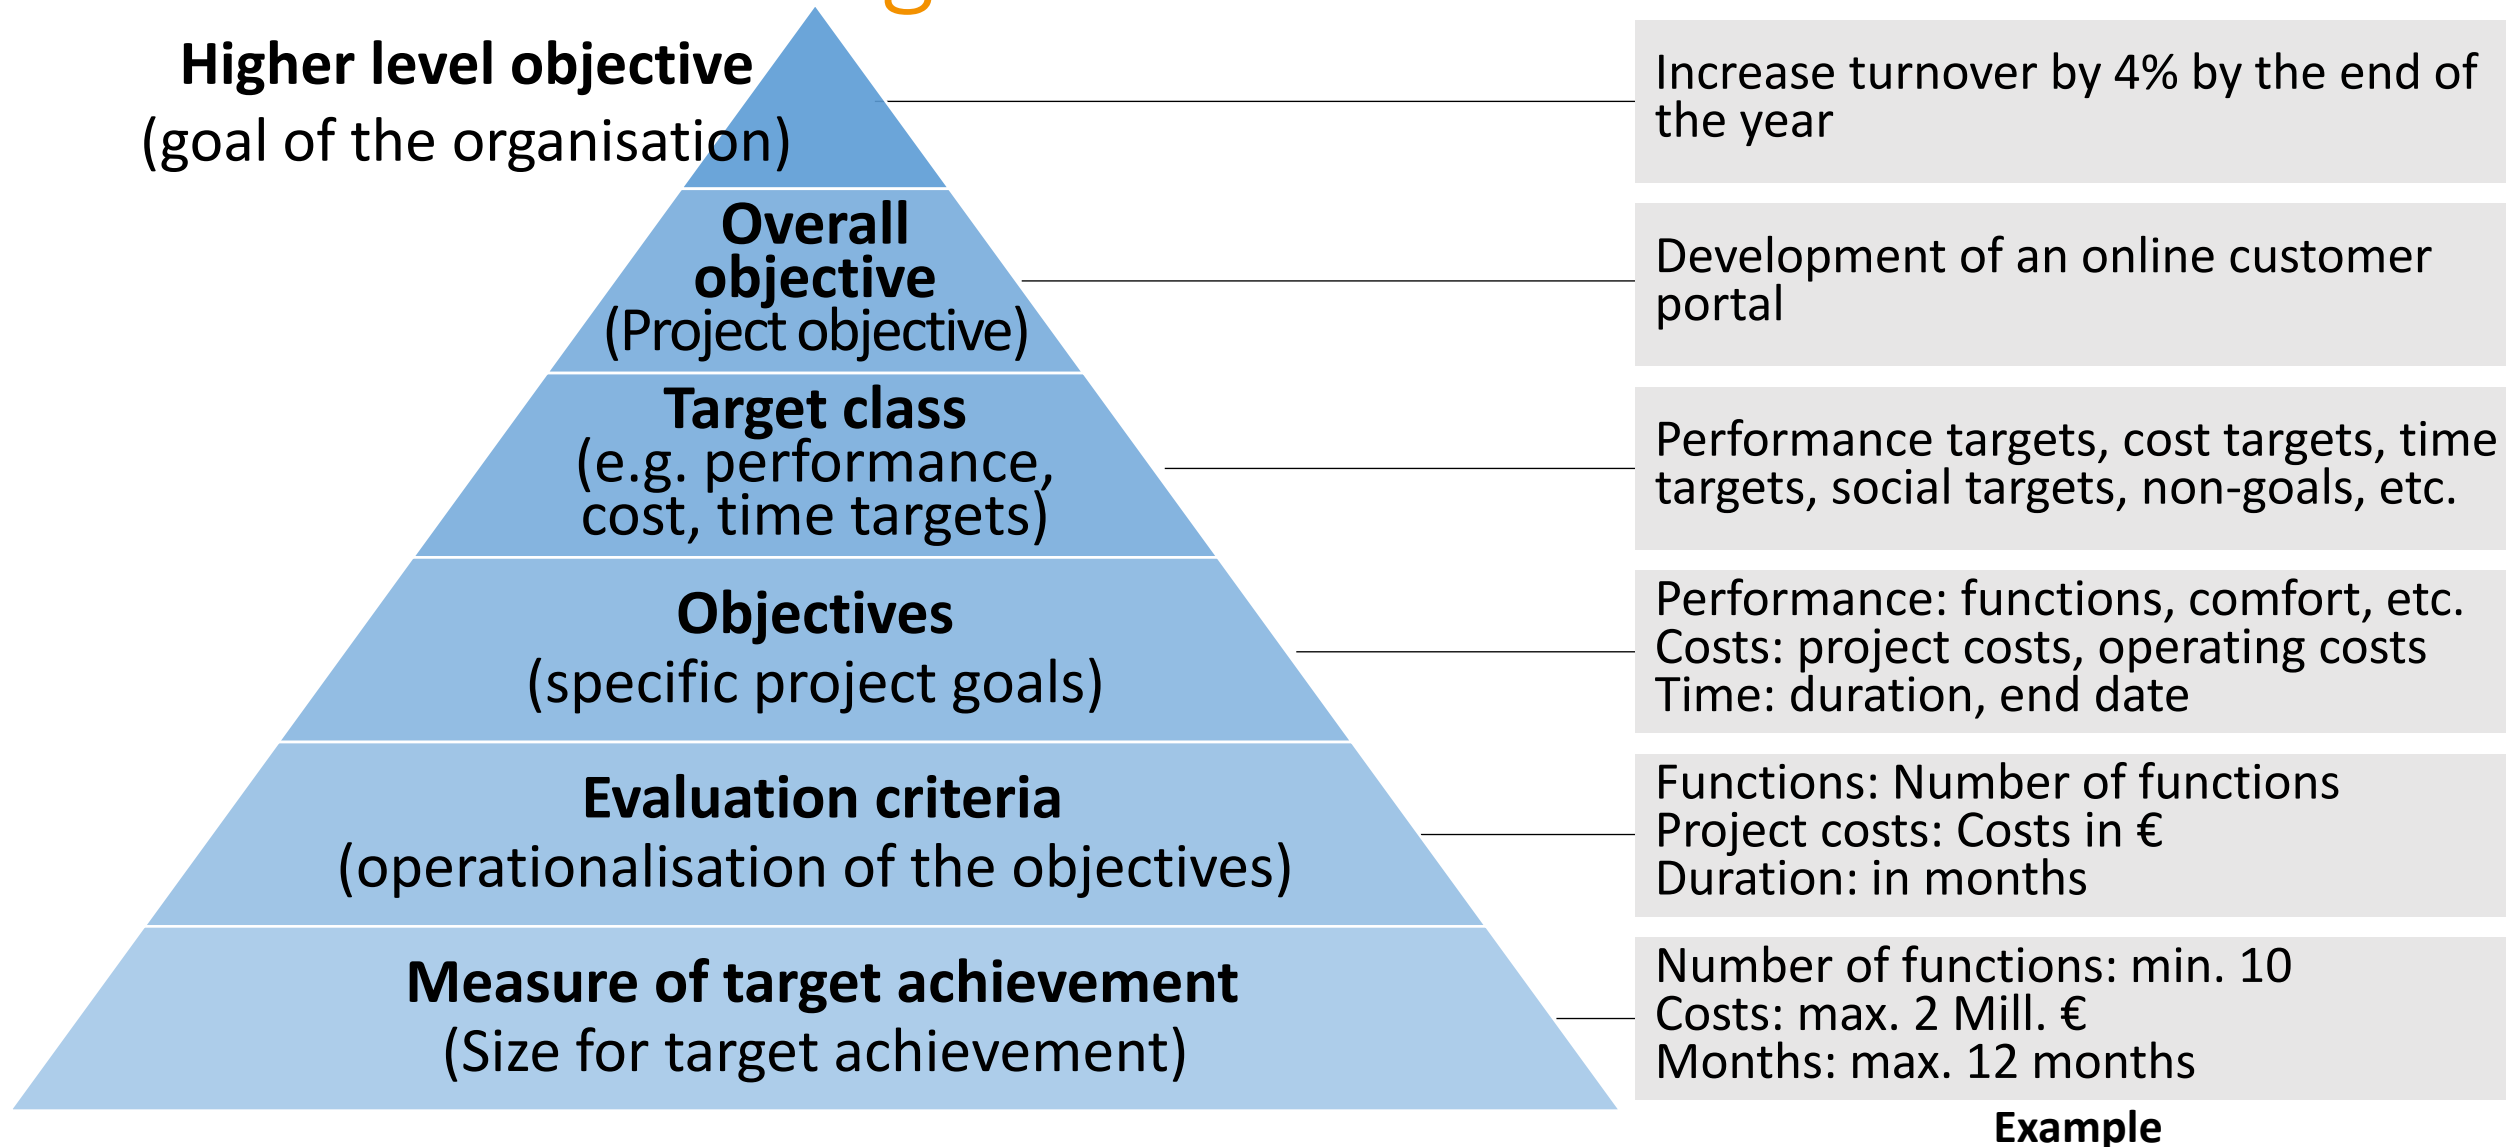 Higher level objective
(goal of the organisation)
Increase turnover by 4% by the end of
the year
Overall
objective
(Project objective)
Development of an online customer
portal
Target class
(e.g. performance,
cost, time targets)
Performance targets, cost targets, time
targets, social targets, non-goals, etc.
Objectives
(specific project goals)
Performance: functions, comfort, etc.
Costs: project costs, operating costs
Time: duration, end date
Evaluation criteria
(operationalisation of the objectives)
Functions: Number of functions
Project costs: Costs in €
Duration: in months
Measure of target achievement
(Size for target achievement)
Number of functions: min. 10
Costs: max. 2 Mill. €
Months: max. 12 months
Example